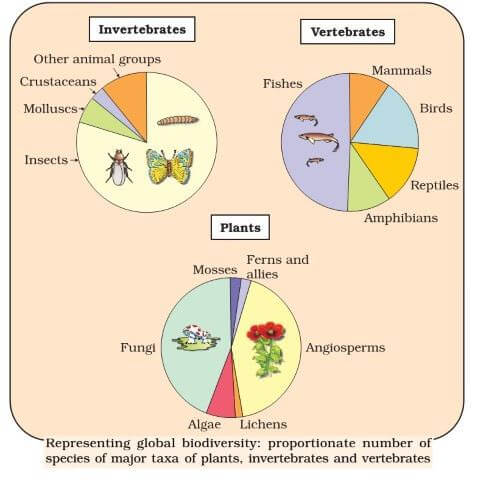 Invertebrates
Other animal groups
Crustaceans
Molluscs
Insects
Vertebrates
Fishes
Mammals
Birds
Reptiles
Amphibians
Plants
Mosses
Ferns and
allies
Fungi
Angiosperms
Algae
Lichens
Representing global biodiversity: proportionate number of
species of major taxa of plants, invertebrates and vertebrates